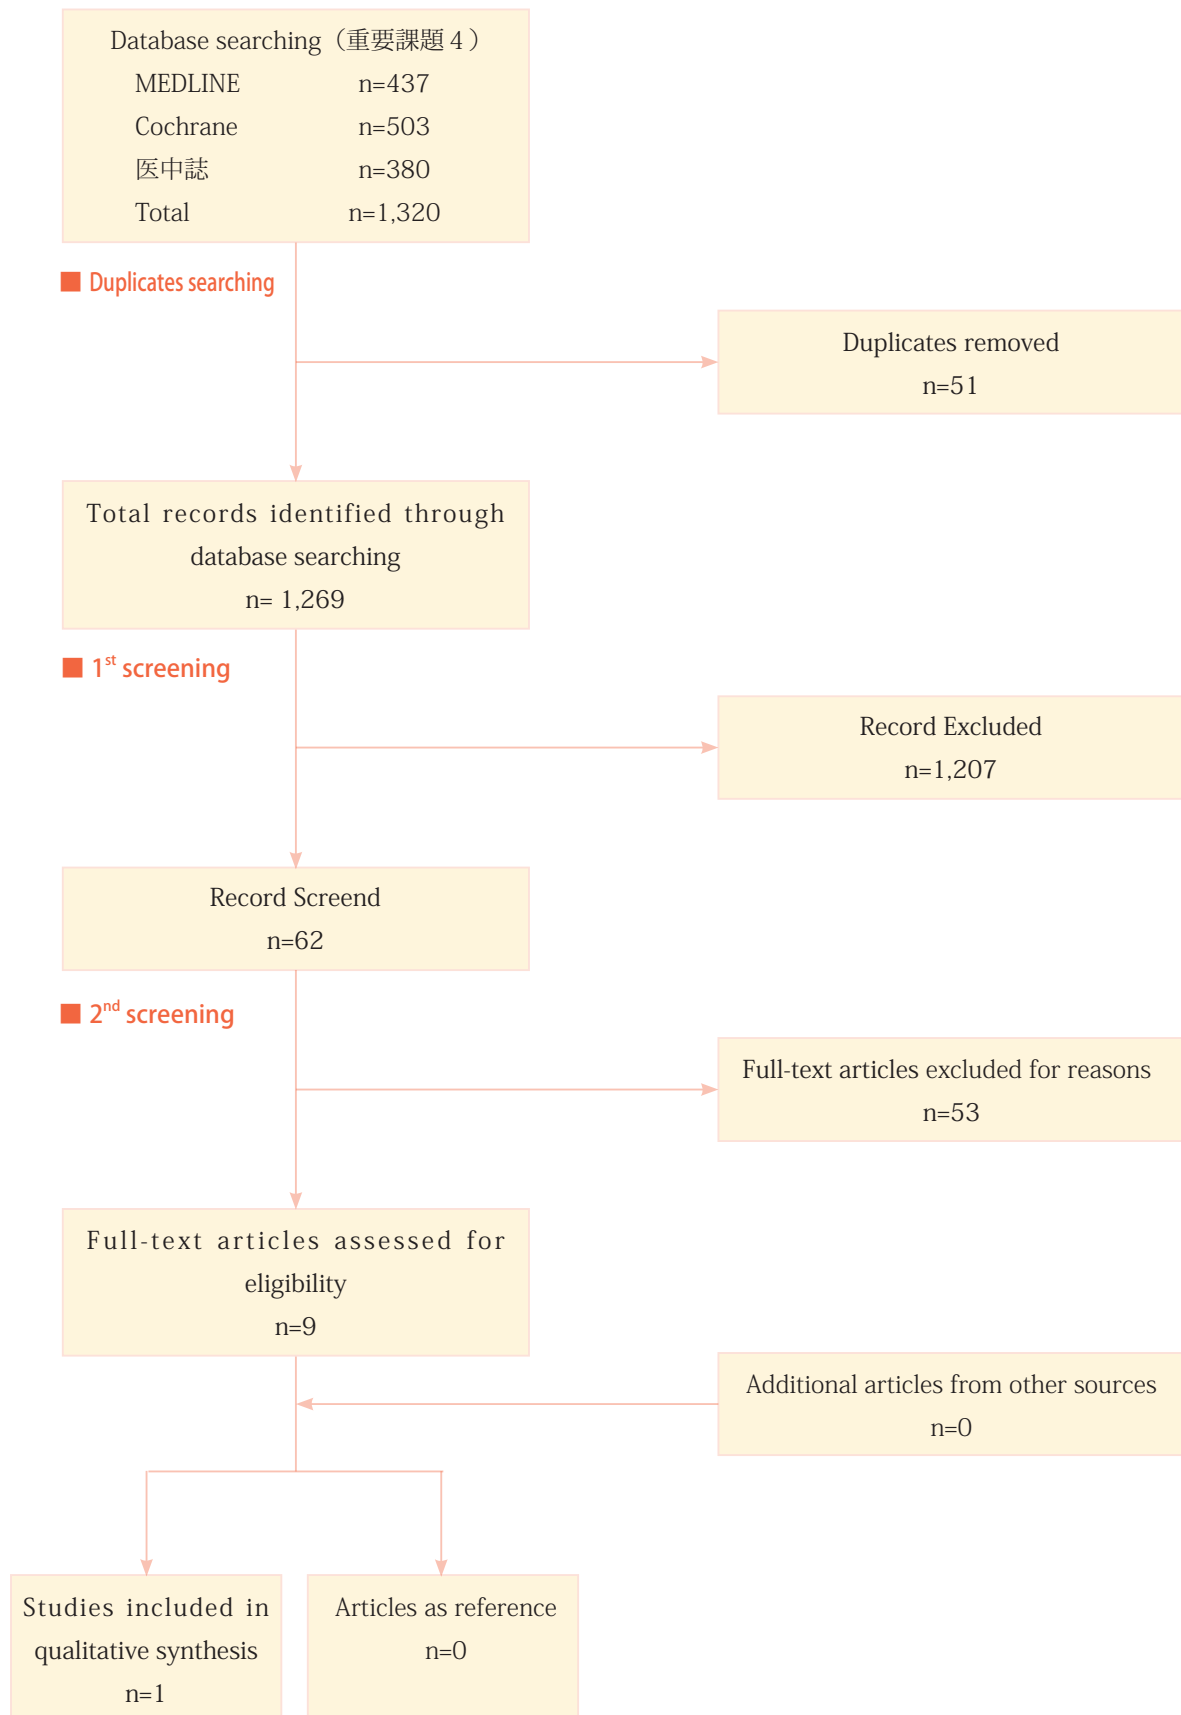 Database searching（重要課題４）
MEDLINE n=437
Cochrane n=503
医中誌 n=380
Total n=1,320
■ Duplicates searching
Duplicates removed
n=51
Total records identified through
database searching
n= 1,269
■ 1st screening
Record Excluded
n=1,207
Record Screend
n=62
■ 2nd screening
Full-text articles excluded for reasons
n=53
Full-text articles assessed for
eligibility
n=9
Additional articles from other sources
n=0
Studies included in
qualitative synthesis
n=1
Articles as reference
n=0